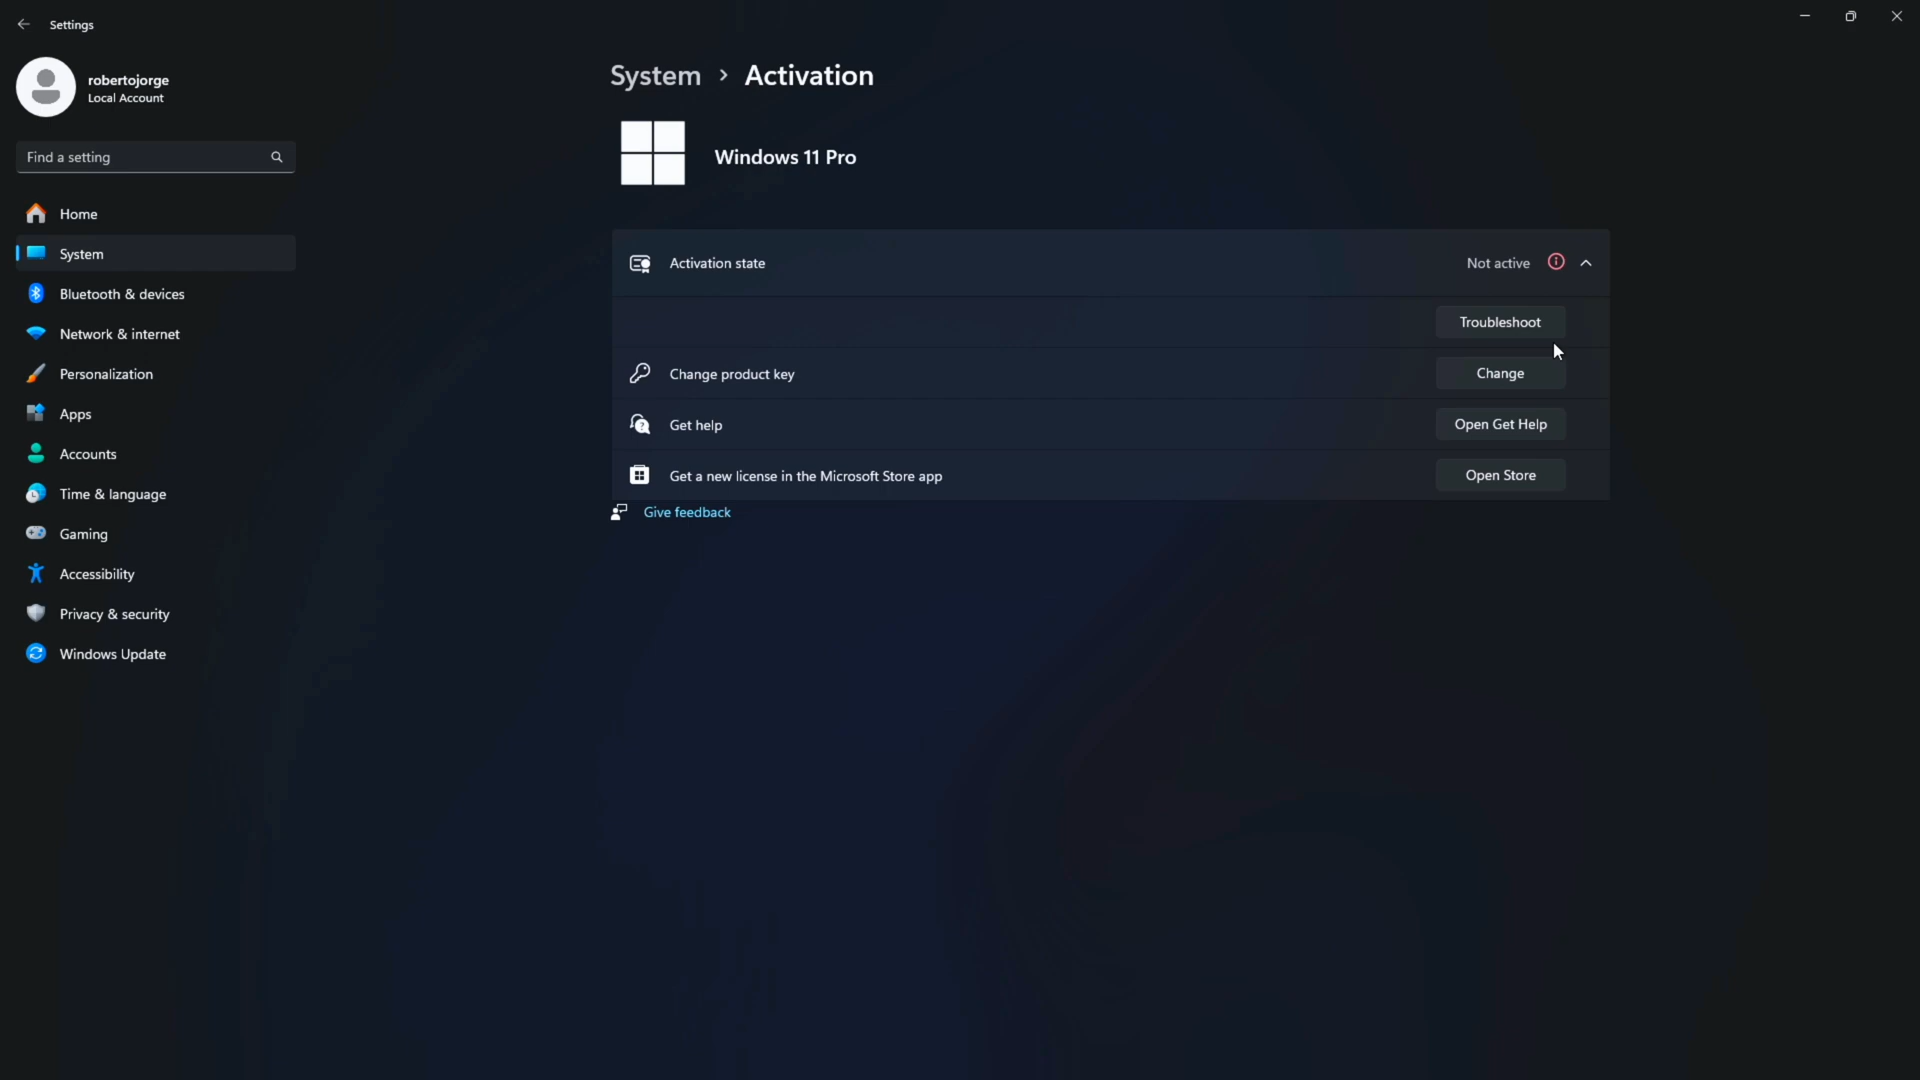 Settings
robertojorge
Local Account
Find a setting
Home
System
Bluetooth & devices
Network & internet
Personalization
Apps
Accounts
Time & language
Gaming
Accessibility
Privacy & security
Windows Update
System > Activation
Windows 11 Pro
Activation state Not active
Troubleshoot
Change product key Change
Get help Open Get Help
Get a new license in the Microsoft Store app Open Store
Give feedback